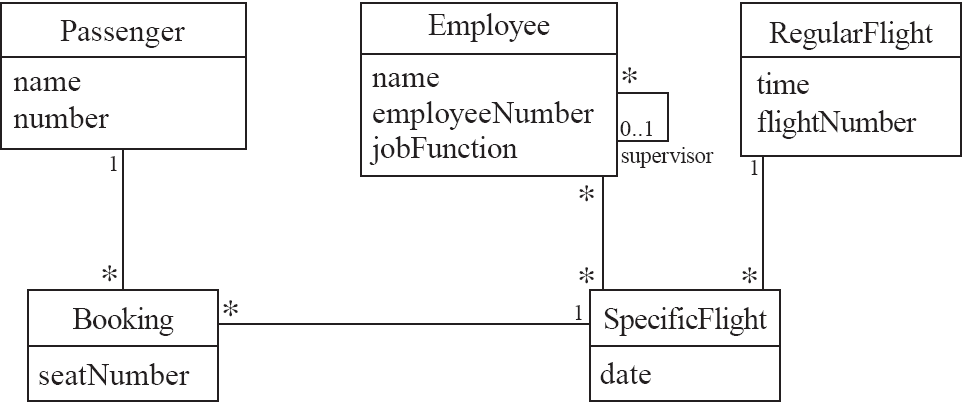 Passenger
name
number
1
*
Employee
name
employeeNumber
jobFunction
*
0..1
supervisor
*
*
RegularFlight
time
flightNumber
1
*
Booking
seatNumber
*
1
SpecificFlight
date